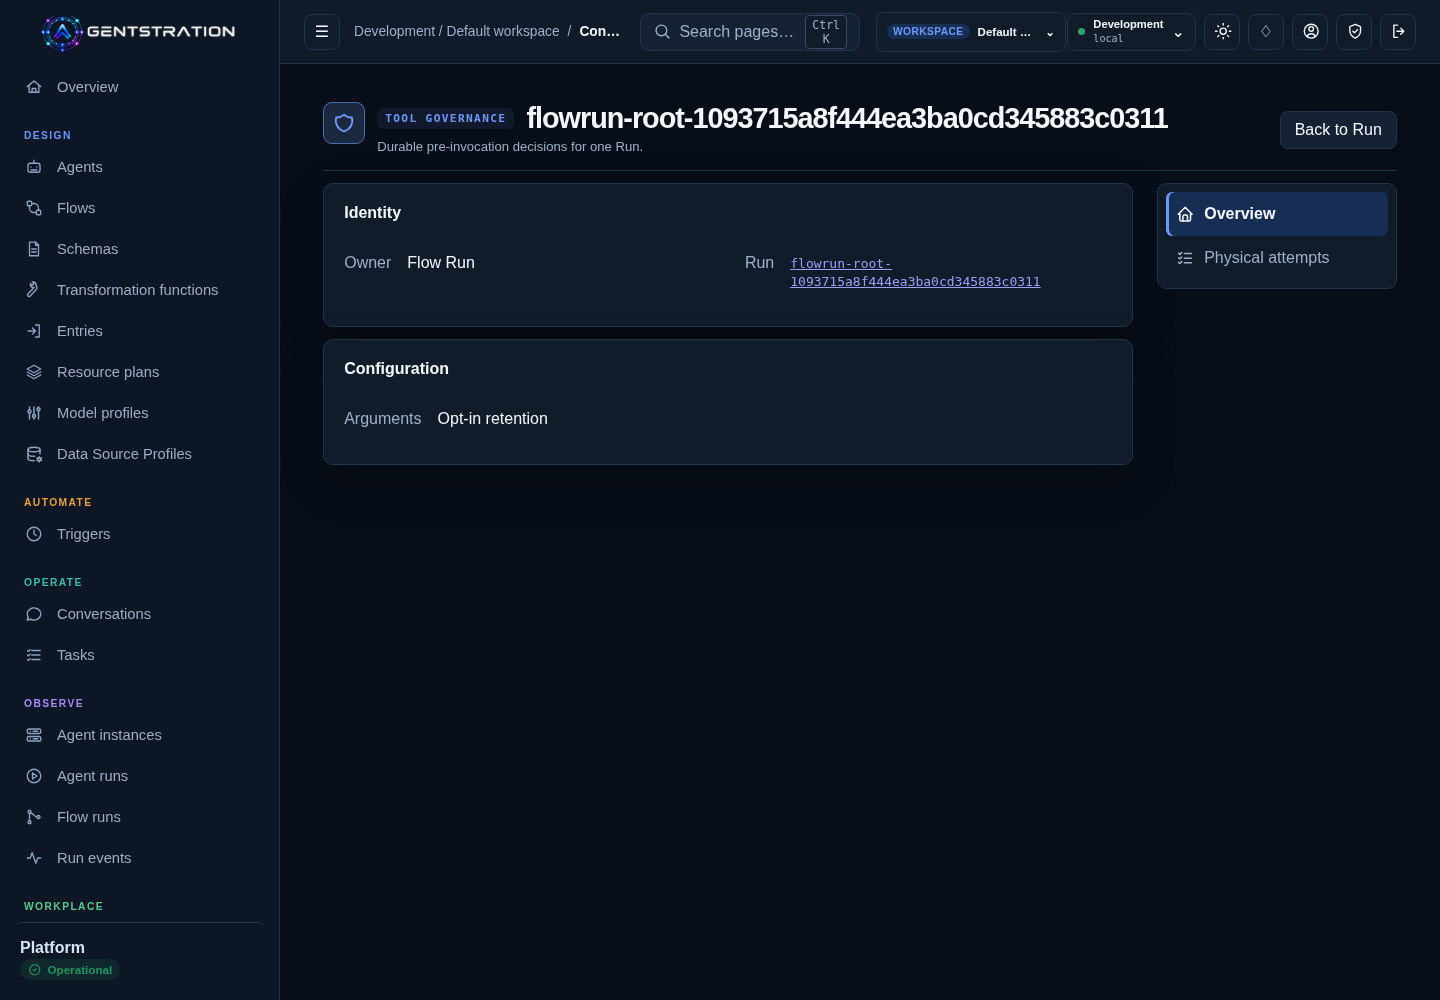 GENTSTRATION
Overview
DESIGN
Agents
Flows
Schemas
Transformation functions
Entries
Resource plans
Model profiles
Data Source Profiles
AUTOMATE
Triggers
OPERATE
Conversations
Tasks
OBSERVE
Agent instances
Agent runs
Flow runs
Run events
WORKPLACE
Platform
Operational
Development / Default workspace / Con…
Search pages…
Ctrl
K
WORKSPACE Default …
Development
local
TOOL GOVERNANCE flowrun-root-1093715a8f444ea3ba0cd345883c0311
Durable pre-invocation decisions for one Run.
Back to Run
Identity
Owner Flow Run
Run flowrun-root-
1093715a8f444ea3ba0cd345883c0311
Configuration
Arguments Opt-in retention
Overview
Physical attempts